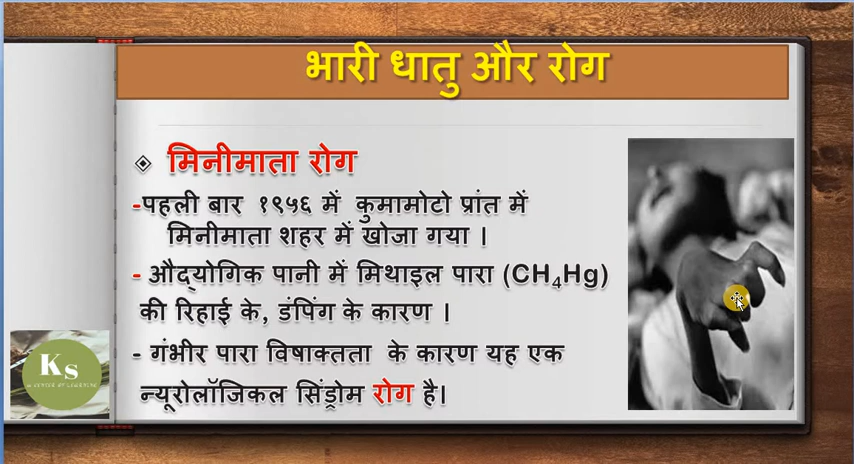 भारी धातु और रोग
मिनीमाता रोग
-पहली बार १९५६ में कुमामोटो प्रांत में
मिनीमाता शहर में खोजा गया ।
- औद्योगिक पानी में मिथाइल पारा (CH₄Hg)
की रिहाई के, डंपिंग के कारण ।
- गंभीर पारा विषाक्तता के कारण यह एक
न्यूरोलॉजिकल सिंड्रोम रोग है।
Ks